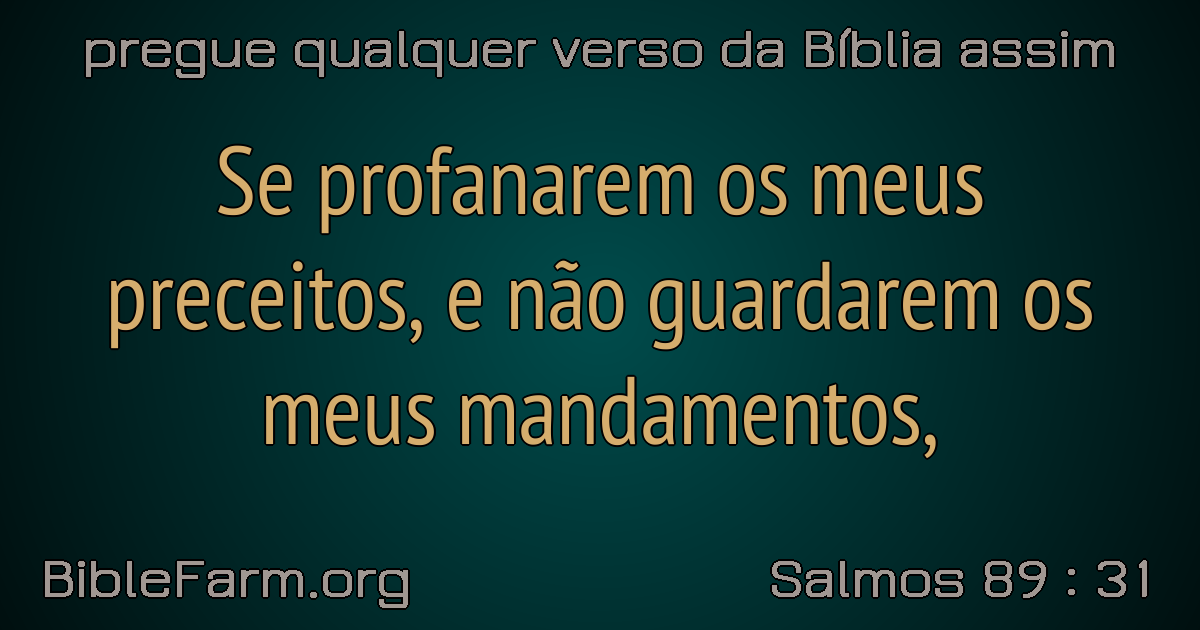 pregue qualquer verso da Bíblia assim
Se profanarem os meus
preceitos, e não guardarem os
meus mandamentos,
BibleFarm.org
Salmos 89 : 31